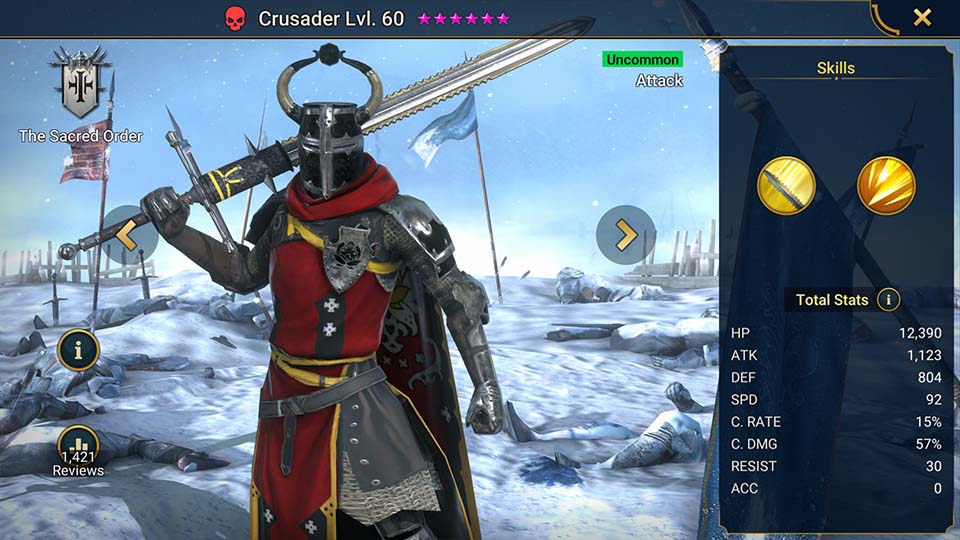 Crusader Lvl. 60
The Sacred Order
Uncommon
Attack
Skills
1,421
Reviews
Total Stats
HP 12,390
ATK 1,123
DEF 804
SPD 92
C. RATE 15%
C. DMG 57%
RESIST 30
ACC 0